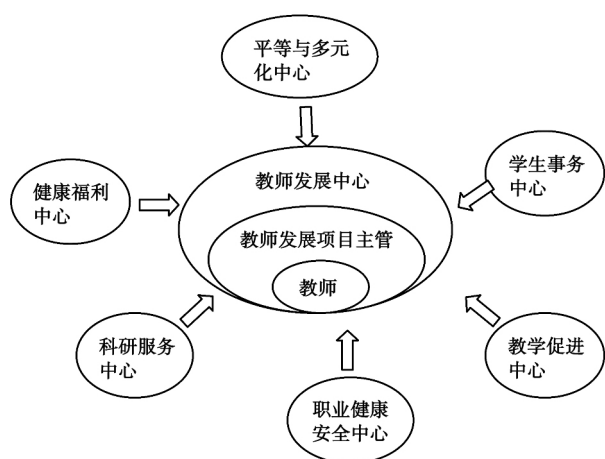 平等与多元
化中心
教师发展中心
健康福利
中心
学生事务
中心
教师发展项目主管
教师
科研服务
中心
教学促进
中心
职业健康
安全中心